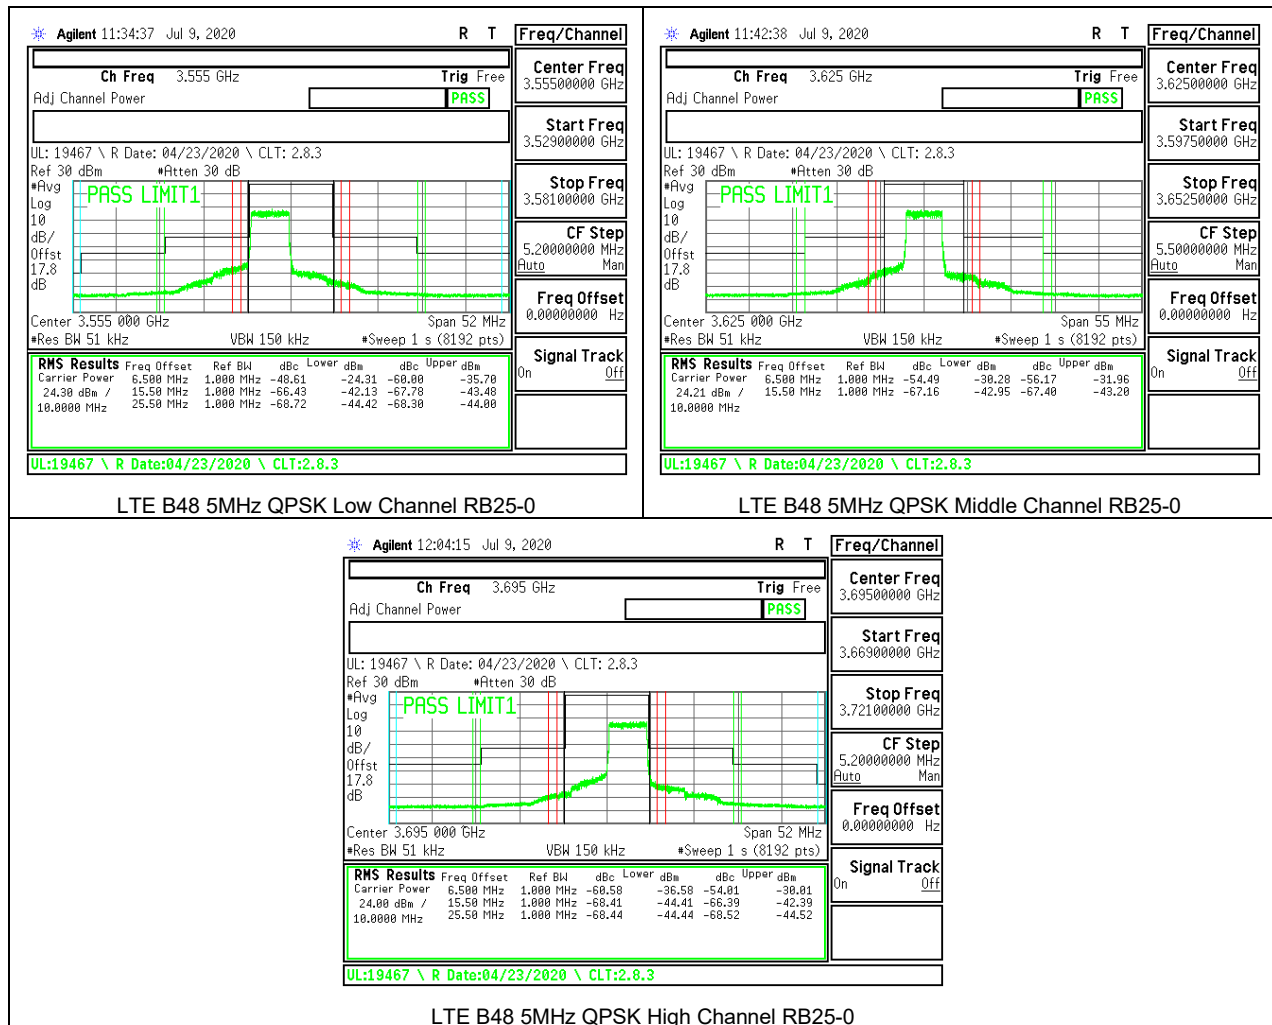 Agilent 11:34:37 Jul 9, 2020 R T
Freq/Channel
Ch Freq 3.555 GHz Trig Free
Adj Channel Power PASS
UL: 19467 \ R Date: 04/23/2020 \ CLT: 2.8.3
Ref 30 dBm #Atten 30 dB
#Avg
Log
10
dB/
Offst
17.8
dB
PASS LIMIT1
Center 3.555 000 GHz Span 52 MHz
#Res BW 51 kHz VBW 150 kHz #Sweep 1 s (8192 pts)
RMS Results Freq Offset Ref BW dBc Lower dBm dBc Upper dBm
Carrier Power 6.500 MHz 1.000 MHz -48.61 -24.31 -60.00 -35.70
24.30 dBm / 15.50 MHz 1.000 MHz -66.43 -42.13 -67.78 -43.48
10.0000 MHz 25.50 MHz 1.000 MHz -68.72 -44.42 -68.30 -44.00
UL:19467 \ R Date:04/23/2020 \ CLT:2.8.3
Center Freq
3.55500000 GHz
Start Freq
3.52900000 GHz
Stop Freq
3.58100000 GHz
CF Step
5.20000000 MHz
Auto Man
Freq Offset
0.00000000 Hz
Signal Track
On Off
LTE B48 5MHz QPSK Low Channel RB25-0
Agilent 11:42:38 Jul 9, 2020 R T
Freq/Channel
Ch Freq 3.625 GHz Trig Free
Adj Channel Power PASS
UL: 19467 \ R Date: 04/23/2020 \ CLT: 2.8.3
Ref 30 dBm #Atten 30 dB
#Avg
Log
10
dB/
Offst
17.8
dB
PASS LIMIT1
Center 3.625 000 GHz Span 55 MHz
#Res BW 51 kHz VBW 150 kHz #Sweep 1 s (8192 pts)
RMS Results Freq Offset Ref BW dBc Lower dBm dBc Upper dBm
Carrier Power 6.500 MHz 1.000 MHz -54.49 -30.28 -56.17 -31.96
24.21 dBm / 15.50 MHz 1.000 MHz -67.16 -42.95 -67.40 -43.20
10.0000 MHz
UL:19467 \ R Date:04/23/2020 \ CLT:2.8.3
Center Freq
3.62500000 GHz
Start Freq
3.59750000 GHz
Stop Freq
3.65250000 GHz
CF Step
5.50000000 MHz
Auto Man
Freq Offset
0.00000000 Hz
Signal Track
On Off
LTE B48 5MHz QPSK Middle Channel RB25-0
Agilent 12:04:15 Jul 9, 2020 R T
Freq/Channel
Ch Freq 3.695 GHz Trig Free
Adj Channel Power PASS
UL: 19467 \ R Date: 04/23/2020 \ CLT: 2.8.3
Ref 30 dBm #Atten 30 dB
#Avg
Log
10
dB/
Offst
17.8
dB
PASS LIMIT1
Center 3.695 000 GHz Span 52 MHz
#Res BW 51 kHz VBW 150 kHz #Sweep 1 s (8192 pts)
RMS Results Freq Offset Ref BW dBc Lower dBm dBc Upper dBm
Carrier Power 6.500 MHz 1.000 MHz -60.58 -36.58 -54.01 -30.01
24.00 dBm / 15.50 MHz 1.000 MHz -68.41 -44.41 -66.39 -42.39
10.0000 MHz 25.50 MHz 1.000 MHz -68.44 -44.44 -68.52 -44.52
UL:19467 \ R Date:04/23/2020 \ CLT:2.8.3
Center Freq
3.69500000 GHz
Start Freq
3.66900000 GHz
Stop Freq
3.72100000 GHz
CF Step
5.20000000 MHz
Auto Man
Freq Offset
0.00000000 Hz
Signal Track
On Off
LTE B48 5MHz QPSK High Channel RB25-0